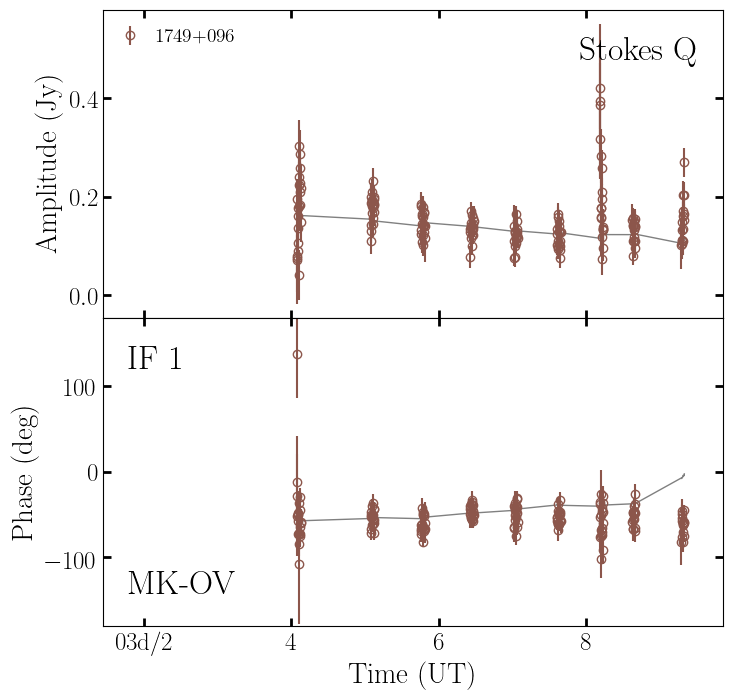 1749+096
Stokes Q
Amplitude (Jy)
0.4
0.2
0.0
IF 1
Phase (deg)
100
0
−100
MK-OV
03d/2
4
6
8
Time (UT)